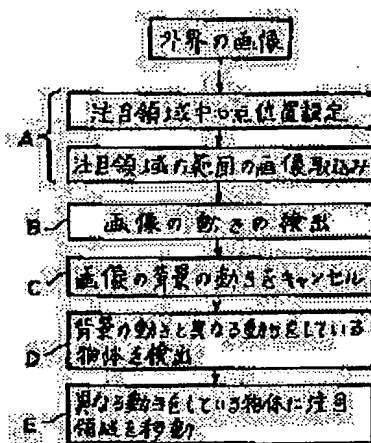 外界の画像
A
注目領域中心点位置設定
注目領域の範囲の画像取込み
B
画像の動きの検出
C
画像の背景の動きをキャンセル
D
背景の動きと異なる動きをしている
物体を検出
E
異なる動きをしている物体に注目
領域を移動